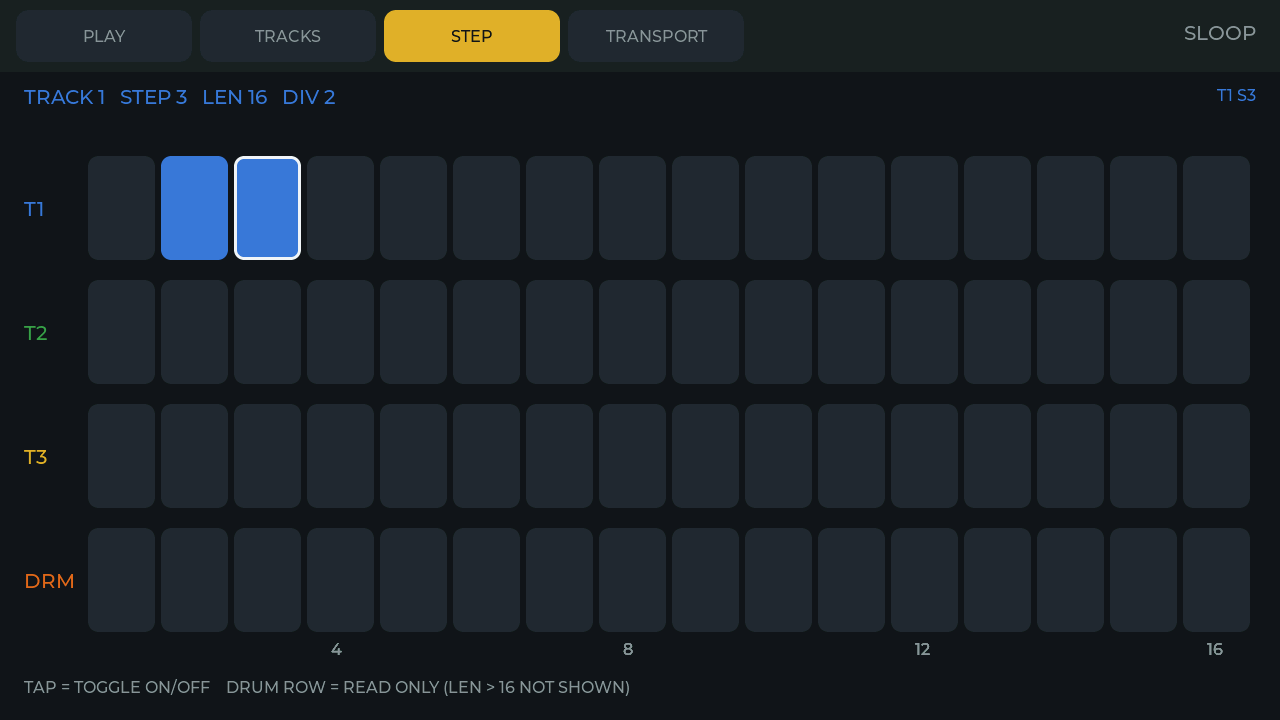 PLAY TRACKS STEP TRANSPORT SLOOP
TRACK 1 STEP 3 LEN 16 DIV 2 T1 S3
T1
T2
T3
DRM
4 8 12 16
TAP = TOGGLE ON/OFF DRUM ROW = READ ONLY (LEN > 16 NOT SHOWN)